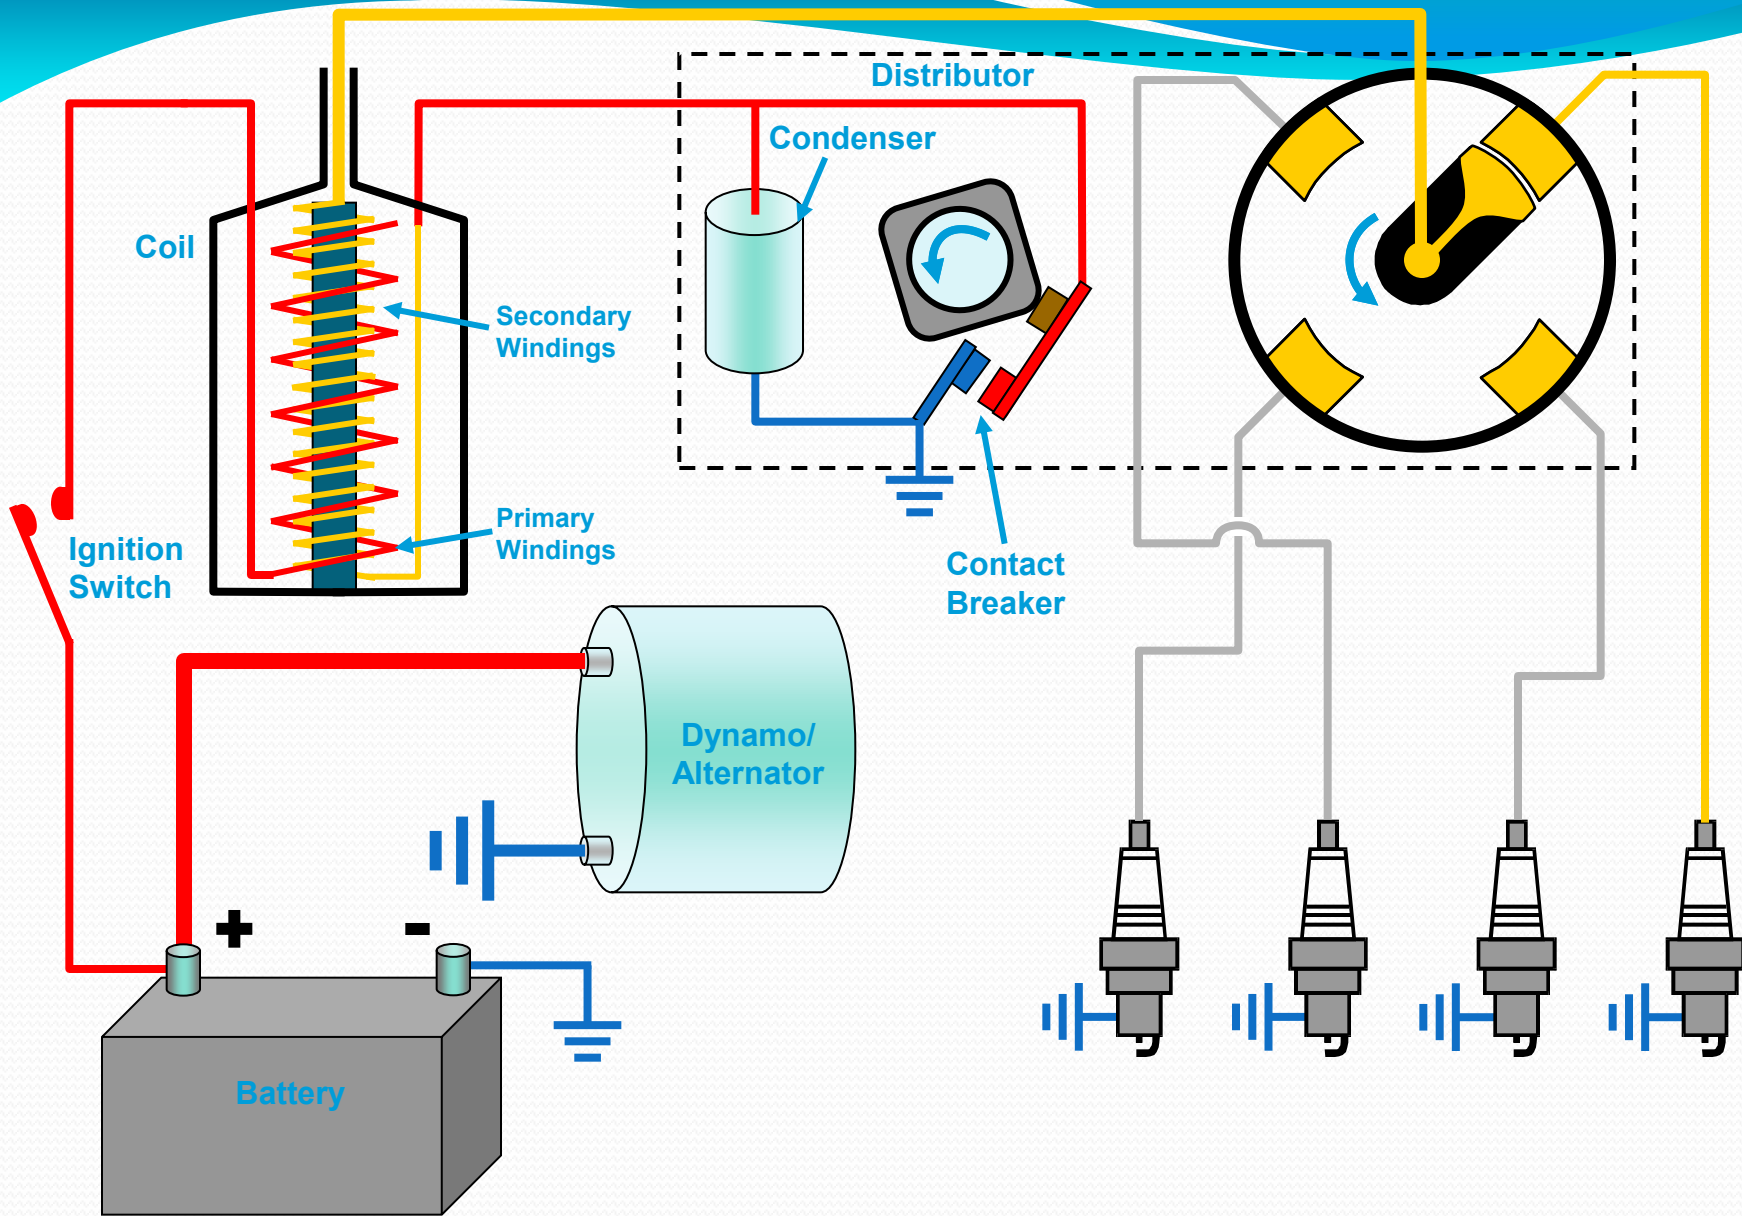 Distributor
Condenser
Coil
Secondary
Windings
Primary
Windings
Ignition
Switch
Contact
Breaker
Dynamo/
Alternator
+ -
Battery